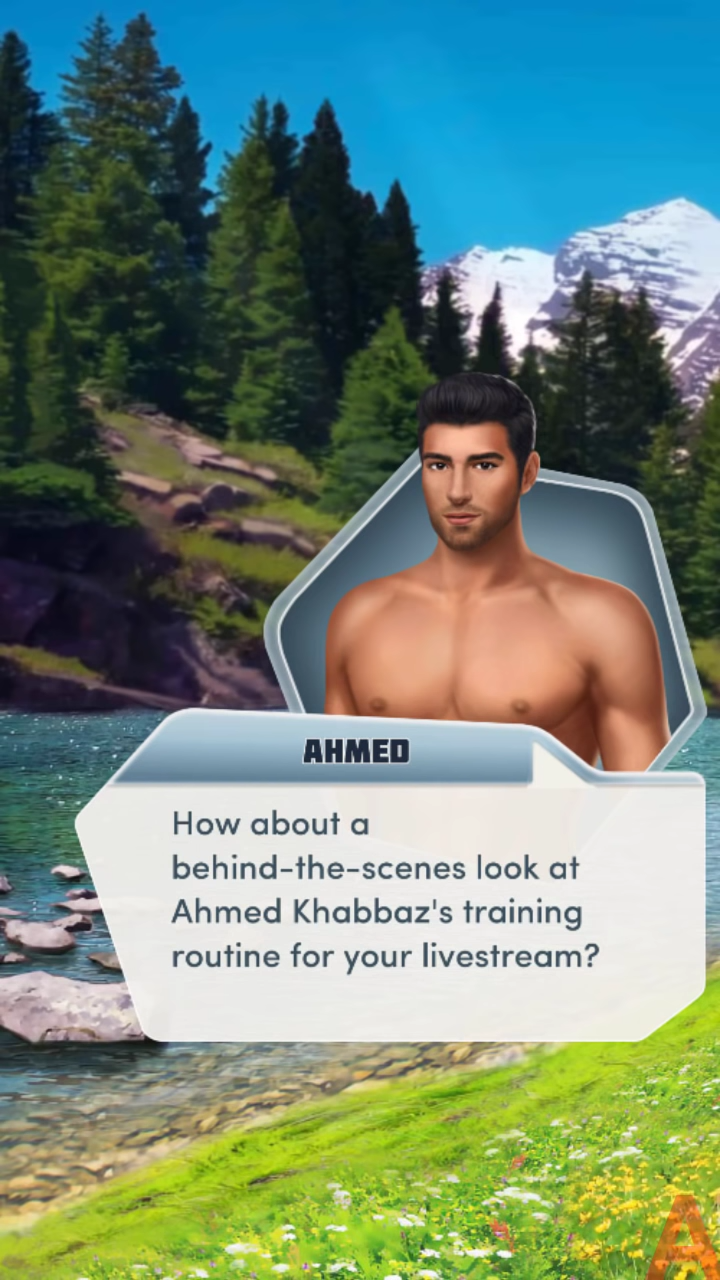 AHMED
How about a
behind-the-scenes look at
Ahmed Khabbaz's training
routine for your livestream?
A